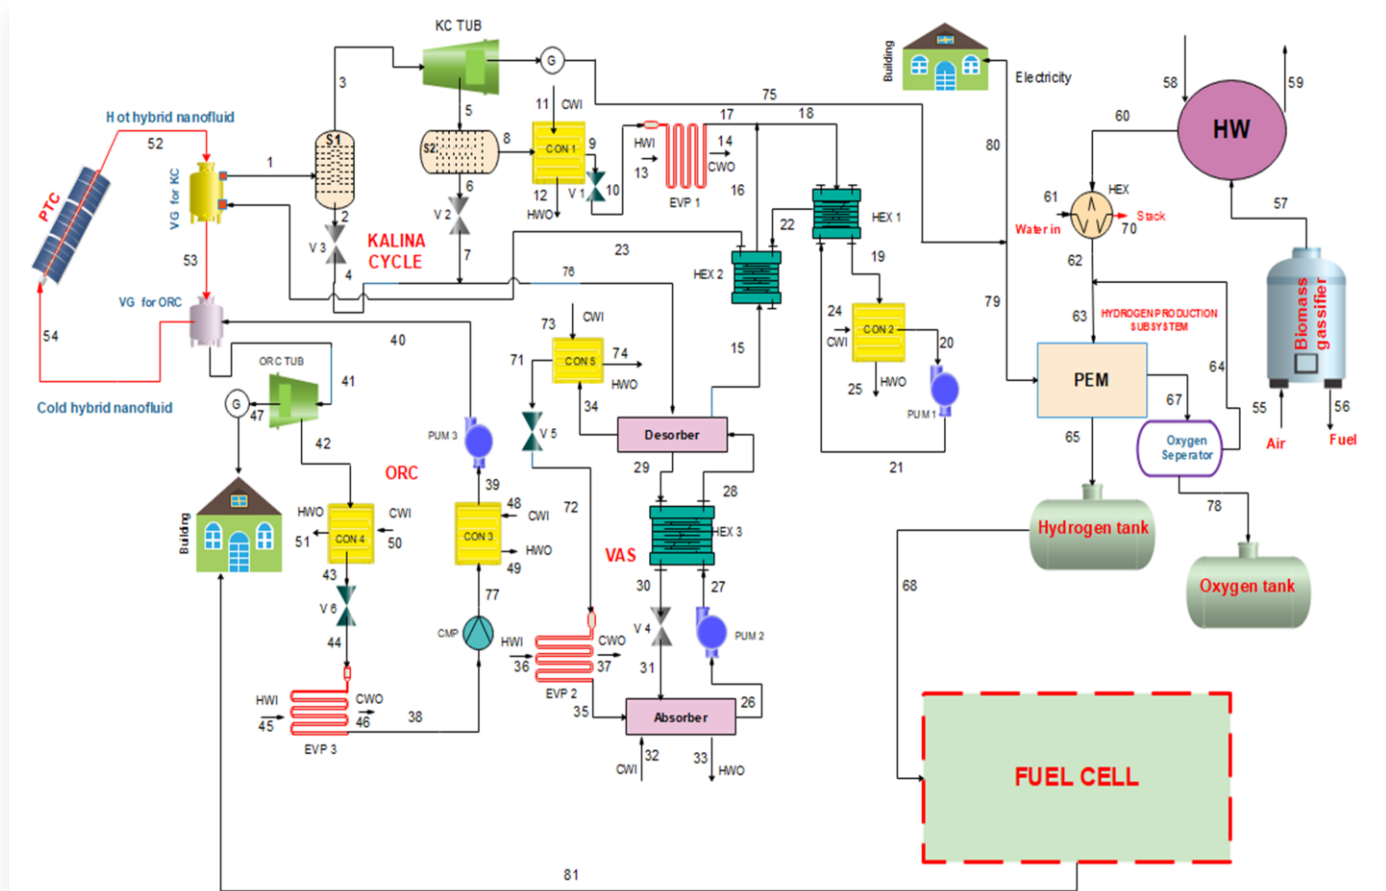 KC TUB
G
Building
Electricity
58
59
HW
60
75
3
5
11
CWI
17
18
80
Hot hybrid nanofluid
52
S1
S2
8
CON 1
9
HWI
13
14
CWO
16
HEX
61
Water in
Stack
70
57
1
6
12
HWO
V 1
10
EVP 1
PTC
VG for KC
2
V 3
V 2
KALINA
CYCLE
7
23
22
HEX 1
HEX 2
19
62
53
4
76
VG for ORC
24
CWI
CON 2
20
79
63
HYDROGEN PRODUCTION
SUBSYSTEM
Biomass
gassifier
54
40
73
CWI
71
CON 5
74
HWO
15
25
HWO
PUM 1
PEM
64
ORC TUB
41
G
47
Cold hybrid nanofluid
42
34
V 5
Desorber
21
65
67
Oxygen
Seperator
55
Air
56
Fuel
PUM 3
ORC
39
29
28
78
72
Building
HWO
51
CON 4
CWI
50
48
CWI
CON 3
HWO
49
HEX 3
VAS
Hydrogen tank
Oxygen tank
43
V 6
44
77
CMP
30
27
68
HWI
36
CWO
37
V 4
PUM 2
31
EVP 2
35
26
HWI
45
CWO
46
38
EVP 3
Absorber
CWI
32
33
HWO
FUEL CELL
81